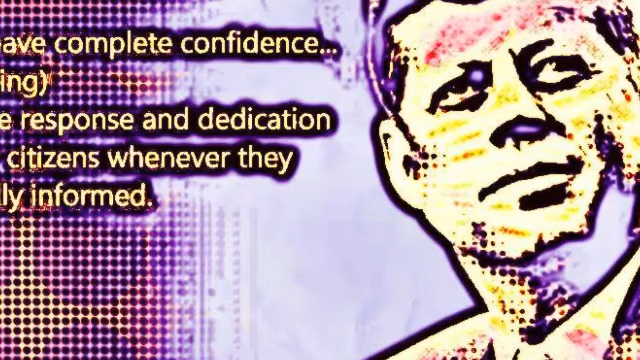 ave complete confidence...
ing)
e response and dedication
citizens whenever they
ly informed.